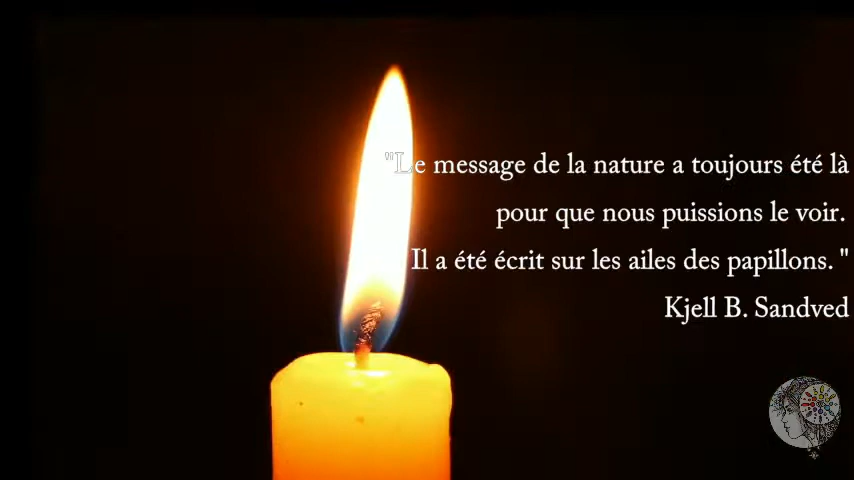 "Le message de la nature a toujours été là
pour que nous puissions le voir.
Il a été écrit sur les ailes des papillons. "
Kjell B. Sandved